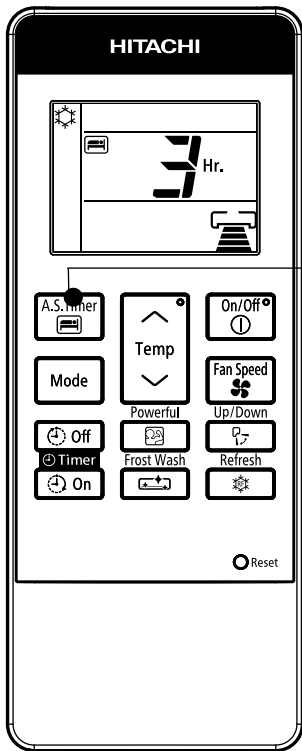 HITACHI
3 Hr.
A.S.Timer
On/Off
Temp
Mode
Fan Speed
Powerful
Up/Down
Off
Timer
Frost Wash
Refresh
On
Reset